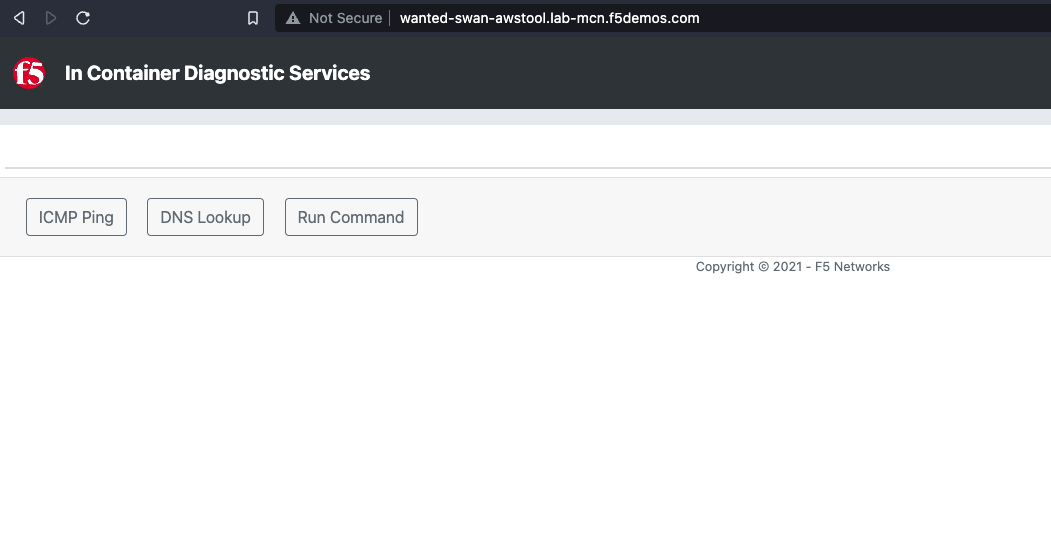 Not Secure wanted-swan-awstool.lab-mcn.f5demos.com
f5 In Container Diagnostic Services
ICMP Ping DNS Lookup Run Command
Copyright © 2021 - F5 Networks